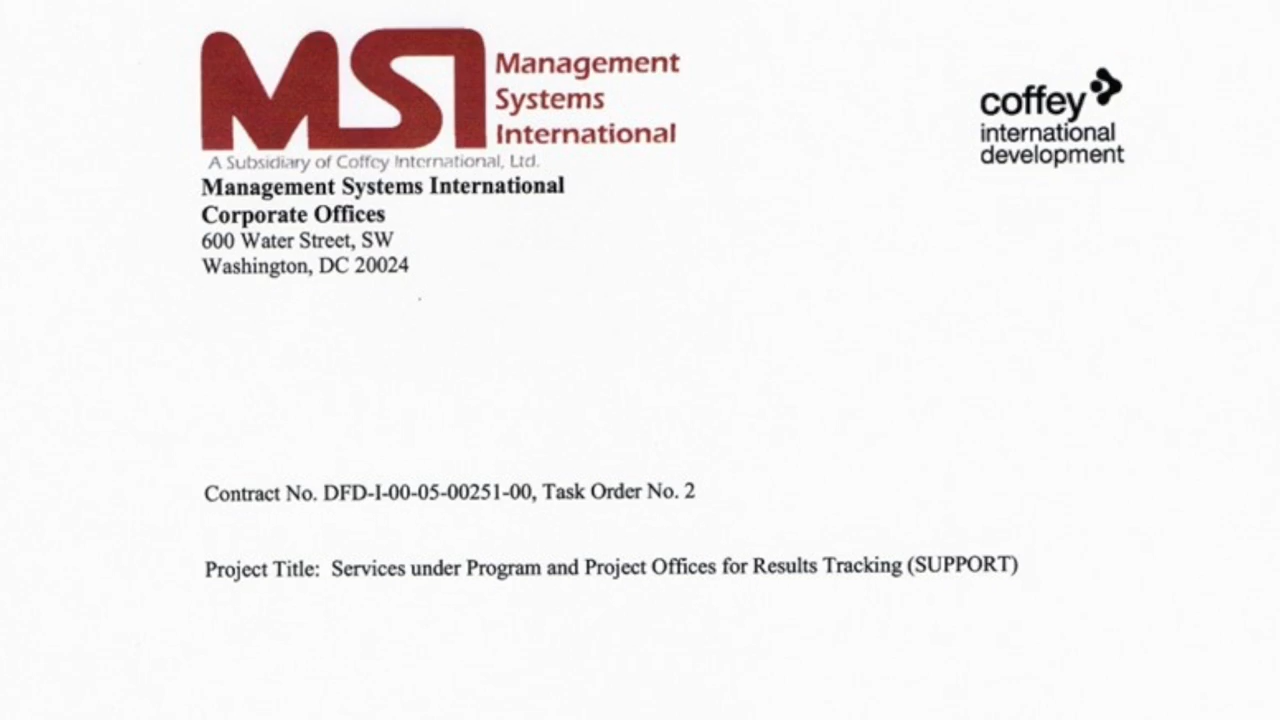 MSI Management
Systems
International
A Subsidiary of Coffey International, Ltd.
coffey
international
development
Management Systems International
Corporate Offices
600 Water Street, SW
Washington, DC 20024
Contract No. DFD-I-00-05-00251-00, Task Order No. 2
Project Title: Services under Program and Project Offices for Results Tracking (SUPPORT)